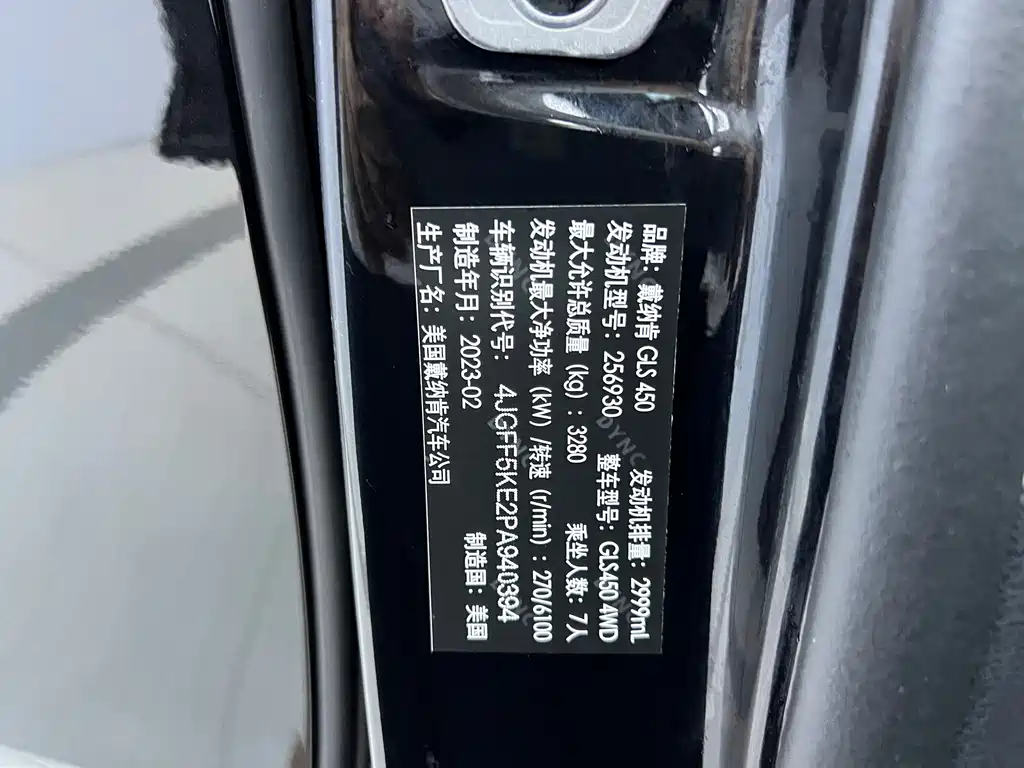 品牌：戴纳肯 GLS 450 发动机排量：2999mL
发动机型号：256930 整车型号：GLS450 4WD
最大允许总质量（kg）：3280 乘坐人数：7人
发动机最大净功率（kW）/转速（r/min）：270/6100
车辆识别代号：4JGFF5KE2PA940394
制造年月：2023-02 制造国：美国
生产厂名：美国戴纳肯汽车公司